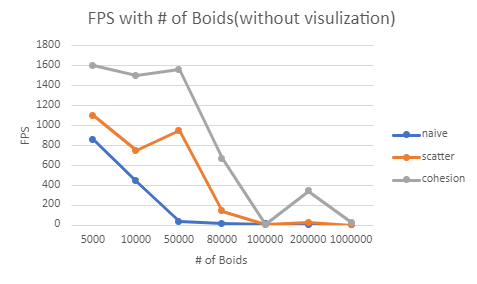 FPS with # of Boids(without visulization)
1800
1600
1400
1200
1000
800
600
400
200
0
FPS
5000 10000 50000 80000 100000 200000 1000000
# of Boids
naive
scatter
cohesion